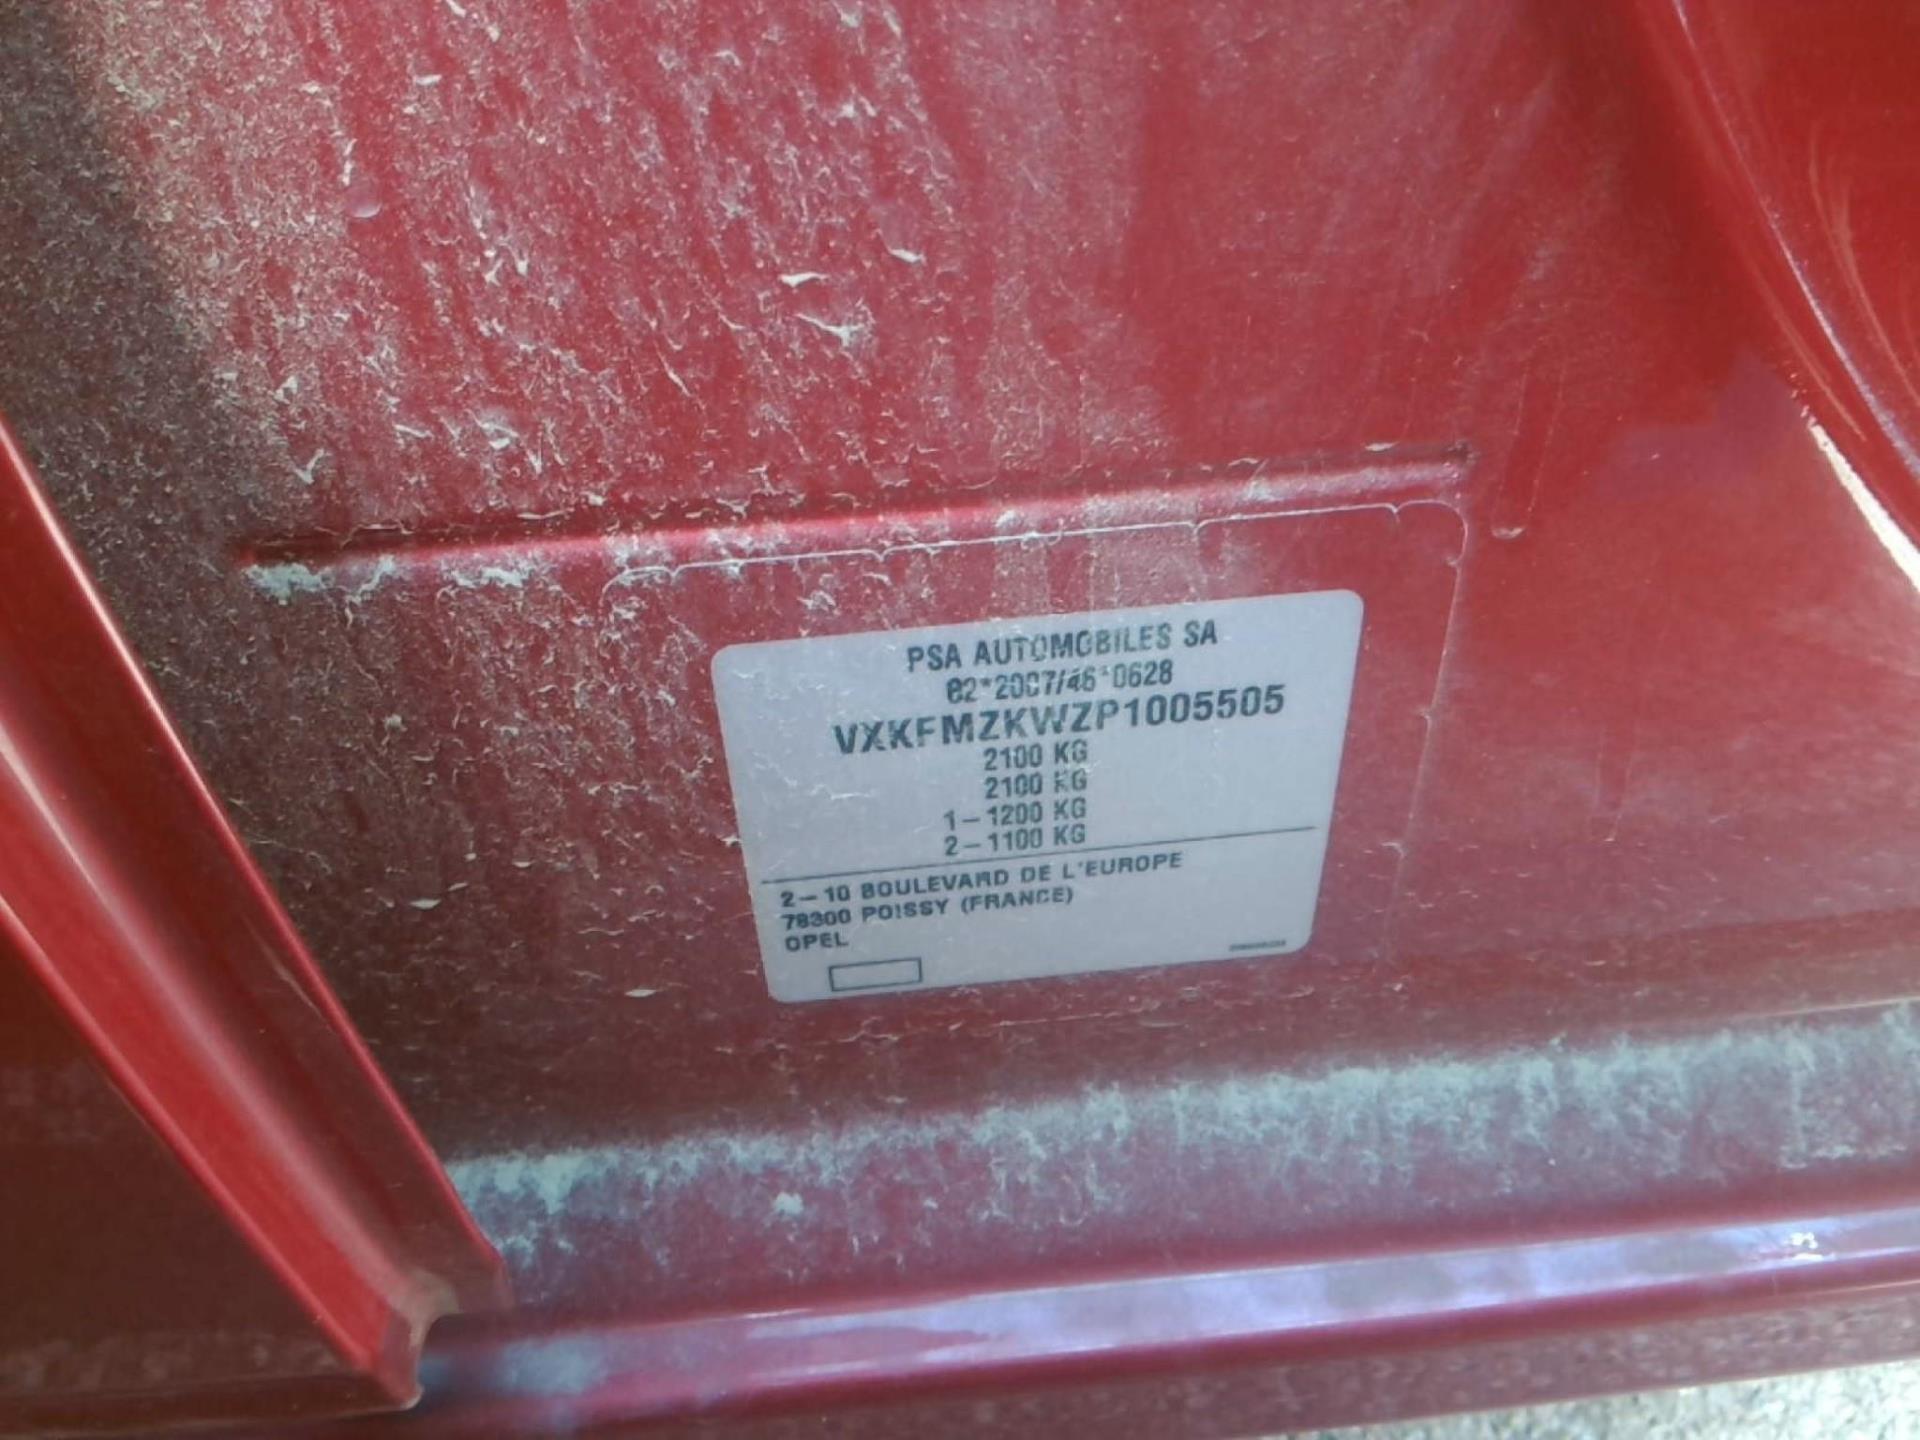 PSA AUTOMOBILES SA
e2*2007/46*0628
VXKFMZKWZP1005505
2100 KG
2100 KG
1-1200 KG
2-1100 KG
2-10 BOULEVARD DE L'EUROPE
78300 POISSY (FRANCE)
OPEL